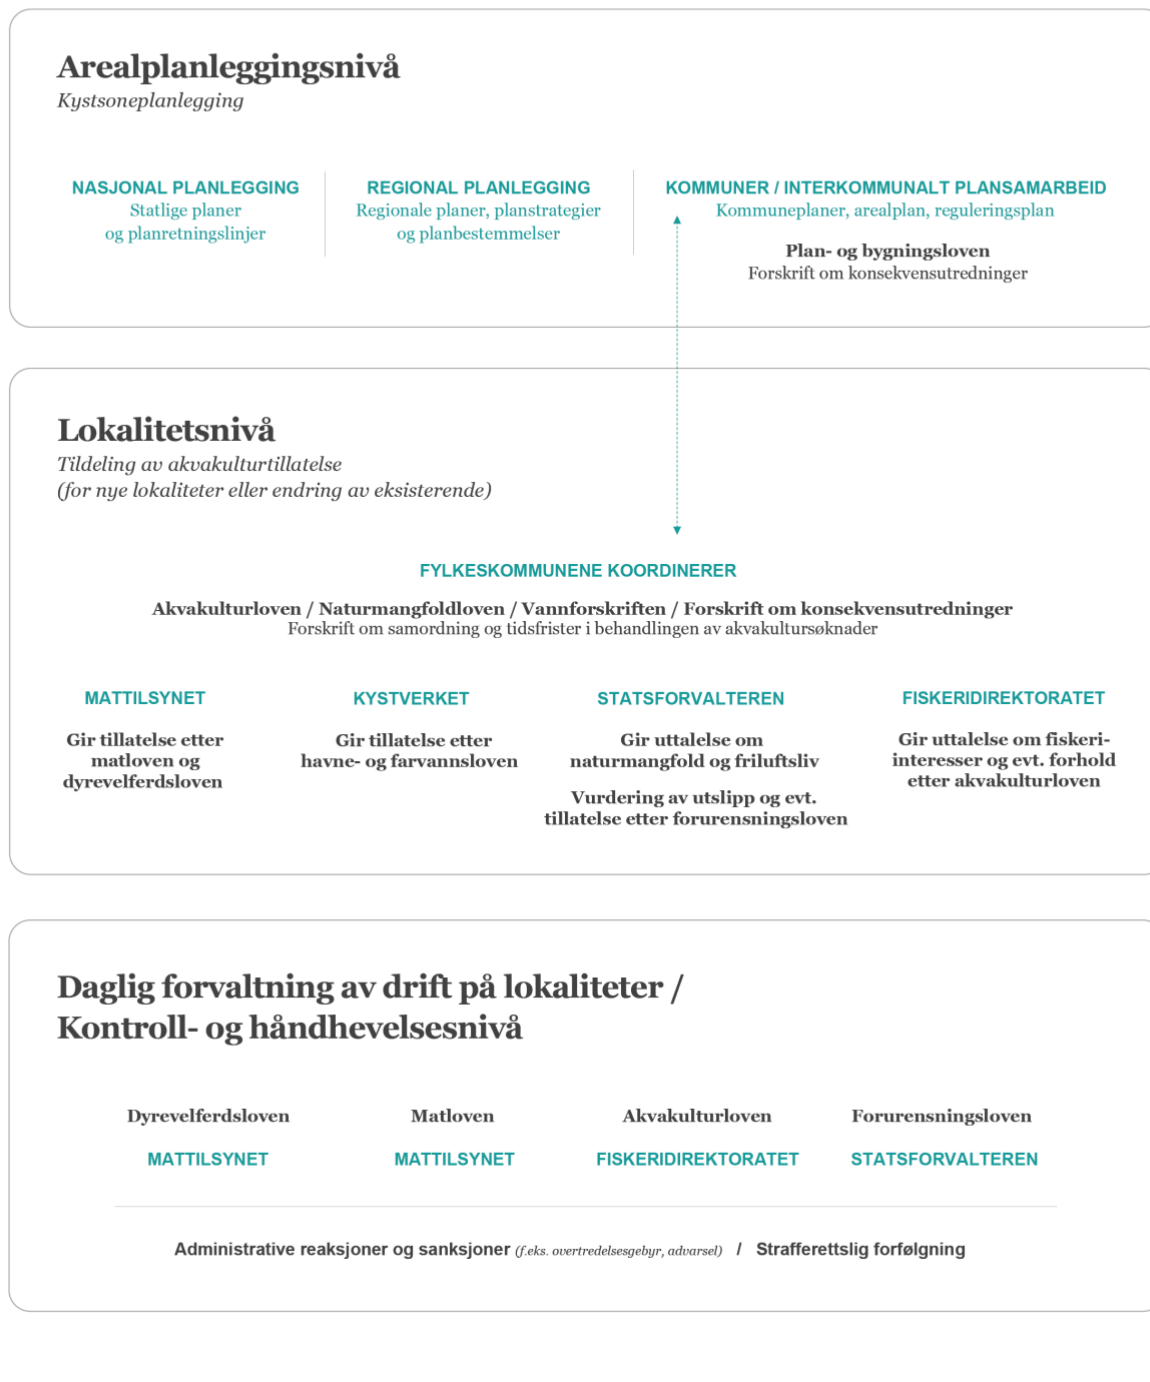 Arealplanleggingsnivå
Kystsoneplanlegging
NASJONAL PLANLEGGING
Statlige planer
og planretningslinjer
REGIONAL PLANLEGGING
Regionale planer, planstrategier
og planbestemmelser
KOMMUNER / INTERKOMMUNALT PLANSAMARBEID
Kommuneplaner, arealplan, reguleringsplan
Plan- og bygningsloven
Forskrift om konsekvensutredninger
Lokalitetsnivå
Tildeling av akvakulturtillatelse
(for nye lokaliteter eller endring av eksisterende)
FYLKESKOMMUNENE KOORDINERER
Akvakulturloven / Naturmangfoldloven / Vannforskriften / Forskrift om konsekvensutredninger
Forskrift om samordning og tidsfrister i behandlingen av akvakultursøknader
MATTILSYNET
Gir tillatelse etter
matloven og
dyrevelferdsloven
KYSTVERKET
Gir tillatelse etter
havne- og farvannsloven
STATSFORVALTEREN
Gir uttalelse om
naturmangfold og friluftsliv
Vurdering av utslipp og evt.
tillatelse etter forurensningsloven
FISKERIDIREKTORATET
Gir uttalelse om fiskeri-
interesser og evt. forhold
etter akvakulturloven
Daglig forvaltning av drift på lokaliteter /
Kontroll- og håndhevelsesnivå
Dyrevelferdsloven
MATTILSYNET
Matloven
MATTILSYNET
Akvakulturloven
FISKERIDIREKTORATET
Forurensningsloven
STATSFORVALTEREN
Administrative reaksjoner og sanksjoner (f.eks. overtredelsesgebyr, advarsel) / Strafferettslig forfølgning